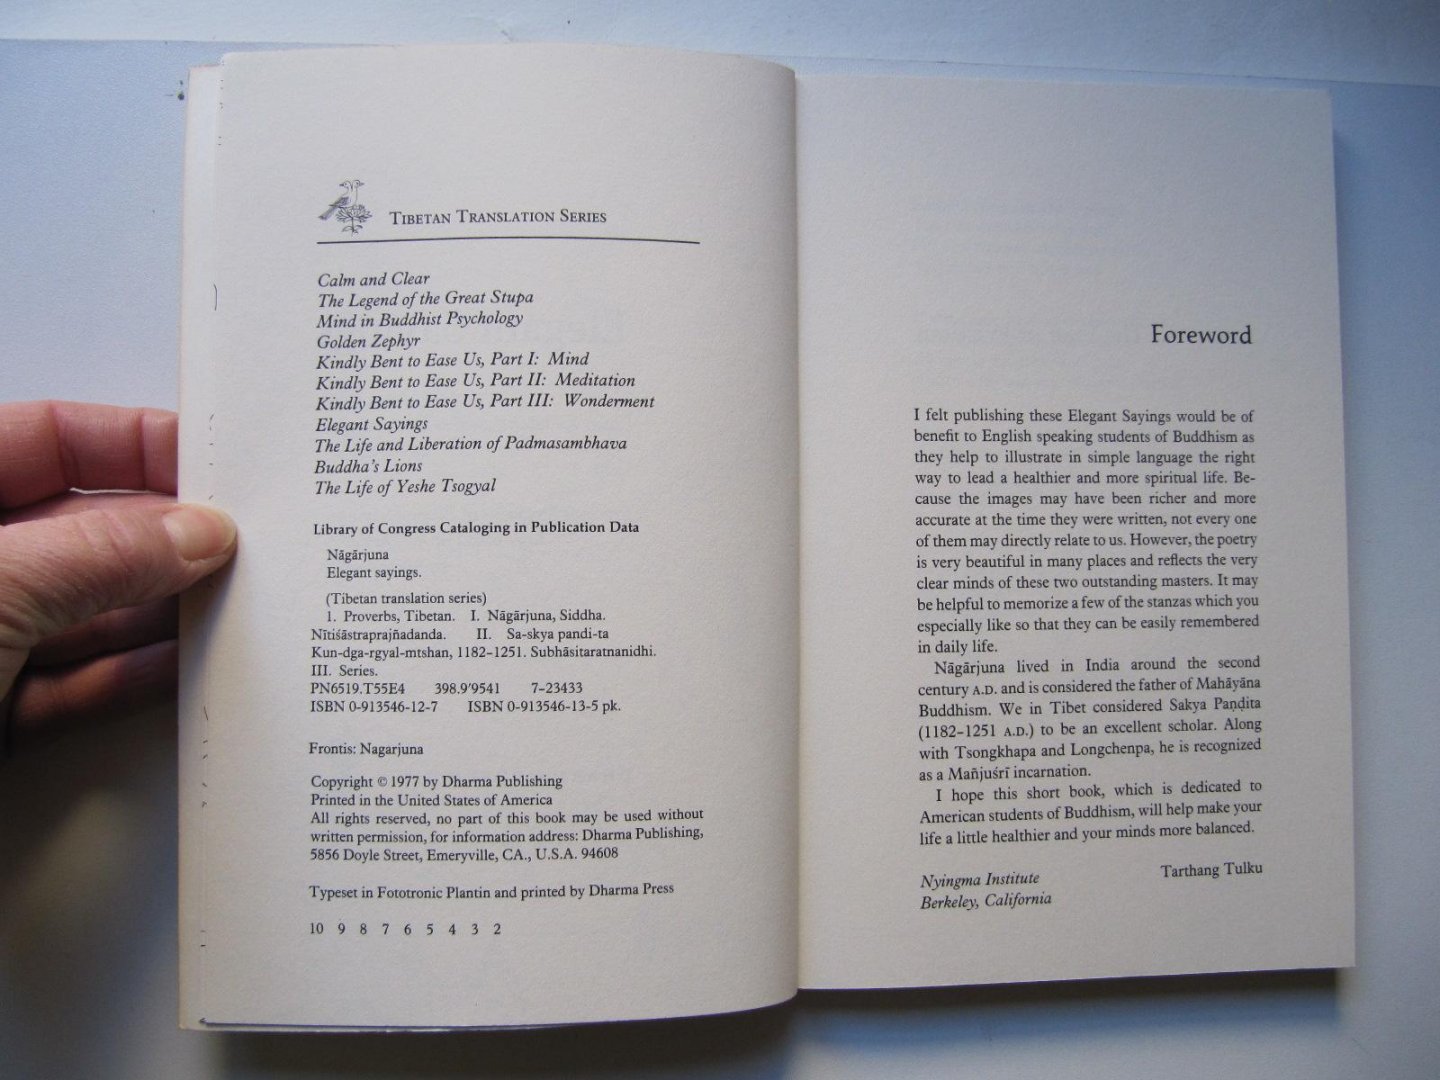 TIBETAN TRANSLATION SERIES
Calm and Clear
The Legend of the Great Stupa
Mind in Buddhist Psychology
Golden Zephyr
Kindly Bent to Ease Us, Part I: Mind
Kindly Bent to Ease Us, Part II: Meditation
Kindly Bent to Ease Us, Part III: Wonderment
Elegant Sayings
The Life and Liberation of Padmasambhava
Buddha's Lions
The Life of Yeshe Tsogyal
Library of Congress Cataloging in Publication Data
Nāgārjuna
Elegant sayings.
(Tibetan translation series)
1. Proverbs, Tibetan. I. Nāgārjuna, Siddha.
Nītiśāstraprajñadanda. II. Sa-skya pandi-ta
Kun-dga-rgyal-mtshan, 1182–1251. Subhāsitaratnanidhi.
III. Series.
PN6519.T55E4 398.9'9541 7–23433
ISBN 0-913546-12-7 ISBN 0-913546-13-5 pk.
Frontis: Nagarjuna
Copyright © 1977 by Dharma Publishing
Printed in the United States of America
All rights reserved, no part of this book may be used without
written permission, for information address: Dharma Publishing,
5856 Doyle Street, Emeryville, CA., U.S.A. 94608
Typeset in Fototronic Plantin and printed by Dharma Press
10 9 8 7 6 5 4 3 2
Foreword
I felt publishing these Elegant Sayings would be of
benefit to English speaking students of Buddhism as
they help to illustrate in simple language the right
way to lead a healthier and more spiritual life. Be-
cause the images may have been richer and more
accurate at the time they were written, not every one
of them may directly relate to us. However, the poetry
is very beautiful in many places and reflects the very
clear minds of these two outstanding masters. It may
be helpful to memorize a few of the stanzas which you
especially like so that they can be easily remembered
in daily life.
Nāgārjuna lived in India around the second
century A.D. and is considered the father of Mahāyāna
Buddhism. We in Tibet considered Sakya Paṇḍita
(1182–1251 A.D.) to be an excellent scholar. Along
with Tsongkhapa and Longchenpa, he is recognized
as a Mañjuśrī incarnation.
I hope this short book, which is dedicated to
American students of Buddhism, will help make your
life a little healthier and your minds more balanced.
Tarthang Tulku
Nyingma Institute
Berkeley, California